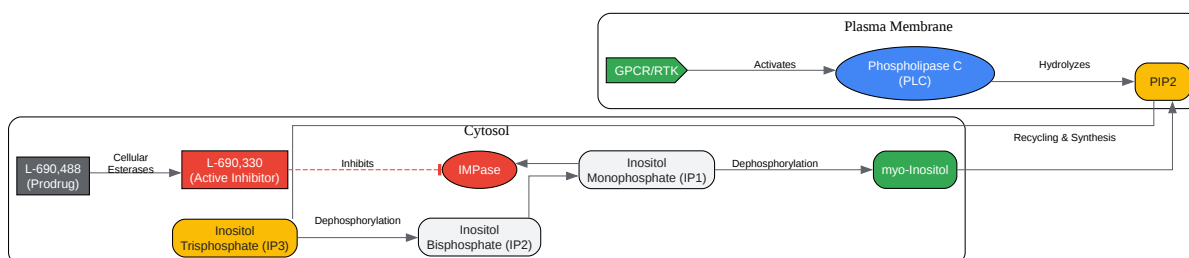 Plasma Membrane
GPCR/RTK
Activates
Phospholipase C
(PLC)
Hydrolyzes
PIP2
Cytosol
Recycling & Synthesis
L-690,488
(Prodrug)
Cellular
Esterases
L-690,330
(Active Inhibitor)
Inhibits
IMPase
Inositol
Monophosphate (IP1)
Dephosphorylation
myo-Inositol
Inositol
Trisphosphate (IP3)
Dephosphorylation
Inositol
Bisphosphate (IP2)